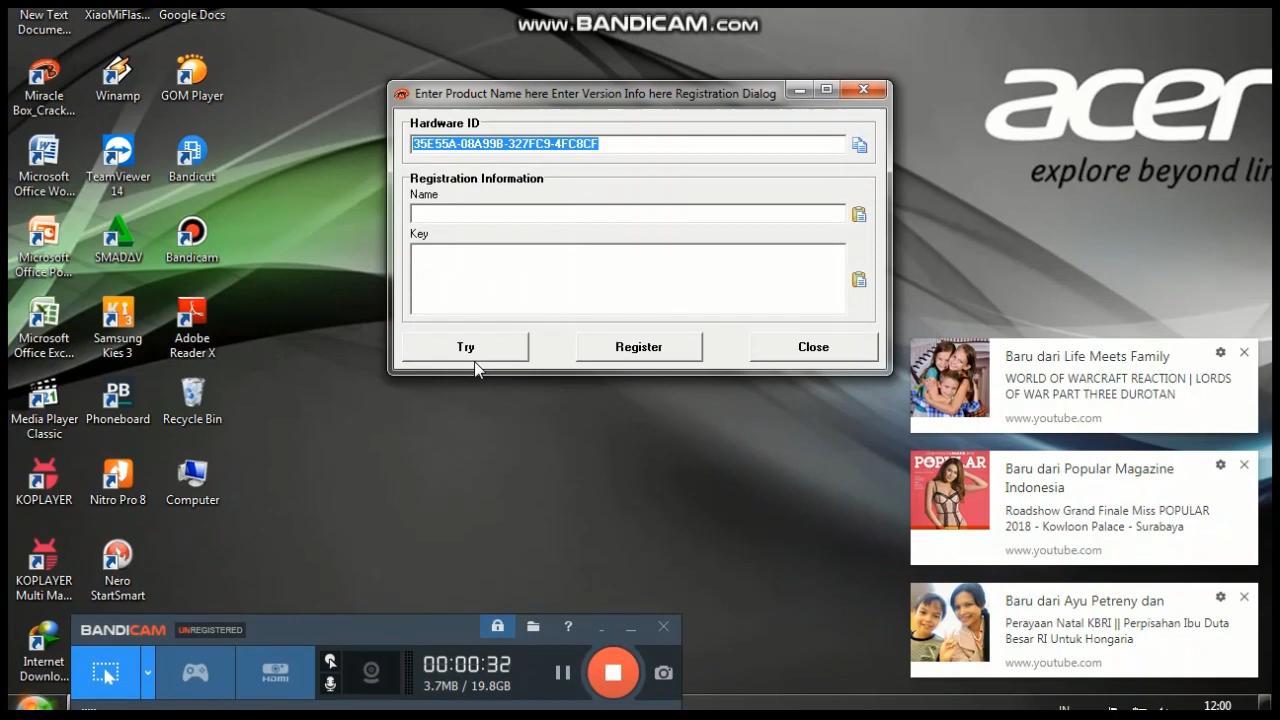 www.BANDICAM.com
New Text
Docume...
XiaoMiFlas...
Google Docs
Miracle
Box_Crack...
Winamp
GOM Player
Microsoft
Office Wo...
TeamViewer
14
Bandicut
Microsoft
Office Po...
SMADΔV
Bandicam
Microsoft
Office Exc...
Samsung
Kies 3
Adobe
Reader X
Media Player
Classic
Phoneboard
Recycle Bin
KOPLAYER
Nitro Pro 8
Computer
KOPLAYER
Multi Ma...
Nero
StartSmart
Internet
Downlo...
Enter Product Name here Enter Version Info here Registration Dialog
Hardware ID
35E55A-08A99B-327FC9-4FC8CF
Registration Information
Name
Key
Try
Register
Close
acer
explore beyond lim
Baru dari Life Meets Family
WORLD OF WARCRAFT REACTION | LORDS
OF WAR PART THREE DUROTAN
www.youtube.com
POPULAR
Baru dari Popular Magazine
Indonesia
Roadshow Grand Finale Miss POPULAR
2018 - Kowloon Palace - Surabaya
www.youtube.com
Baru dari Ayu Petreny dan
Perayaan Natal KBRI || Perpisahan Ibu Duta
Besar RI Untuk Hongaria
www.youtube.com
BANDICAM
UNREGISTERED
?
HDMI
00:00:32
3.7MB / 19.8GB
12:00